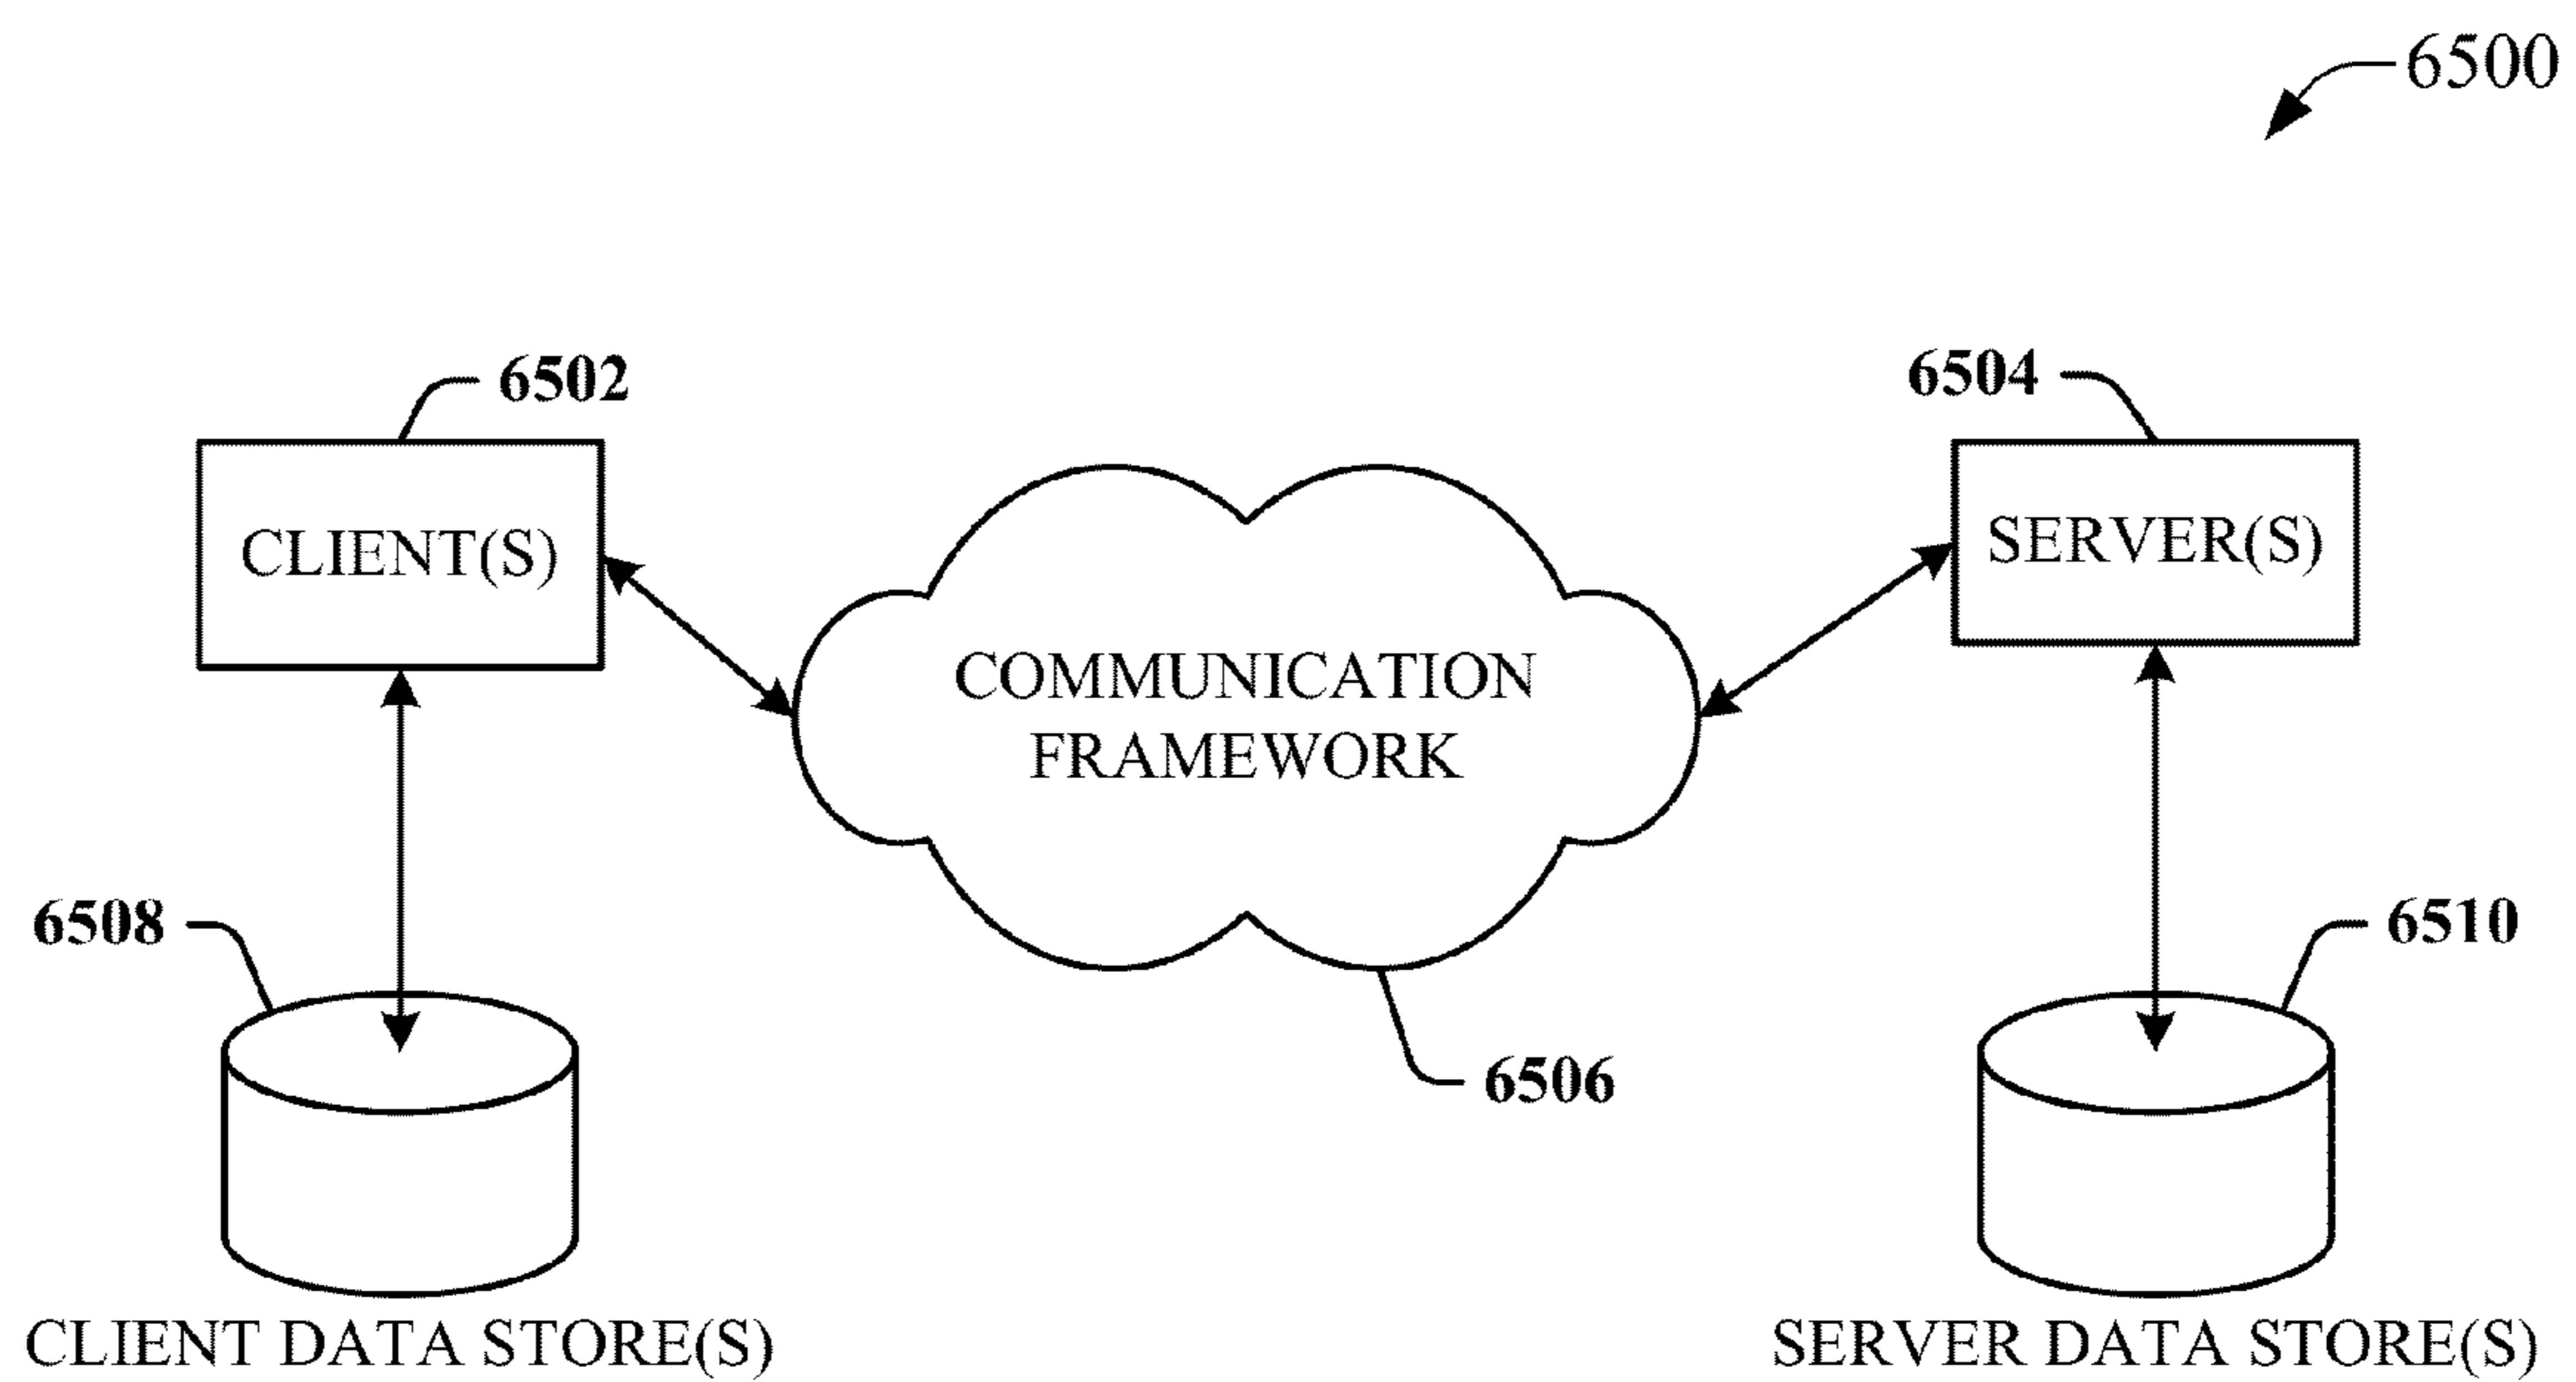 6500
6502
6504
CLIENT(S)
SERVER(S)
COMMUNICATION
FRAMEWORK
6508
6510
6506
CLIENT DATA STORE(S)
SERVER DATA STORE(S)